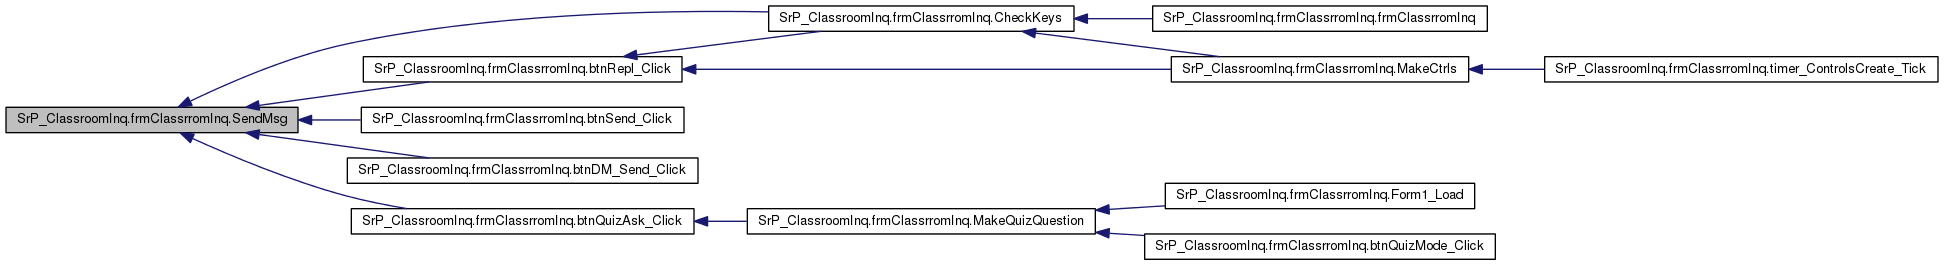 SrP_ClassroomInq.frmClassrromInq.CheckKeys
SrP_ClassroomInq.frmClassrromInq.frmClassrromInq
SrP_ClassroomInq.frmClassrromInq.btnRepl_Click
SrP_ClassroomInq.frmClassrromInq.MakeCtrls
SrP_ClassroomInq.frmClassrromInq.timer_ControlsCreate_Tick
SrP_ClassroomInq.frmClassrromInq.SendMsg
SrP_ClassroomInq.frmClassrromInq.btnSend_Click
SrP_ClassroomInq.frmClassrromInq.btnDM_Send_Click
SrP_ClassroomInq.frmClassrromInq.Form1_Load
SrP_ClassroomInq.frmClassrromInq.btnQuizAsk_Click
SrP_ClassroomInq.frmClassrromInq.MakeQuizQuestion
SrP_ClassroomInq.frmClassrromInq.btnQuizMode_Click